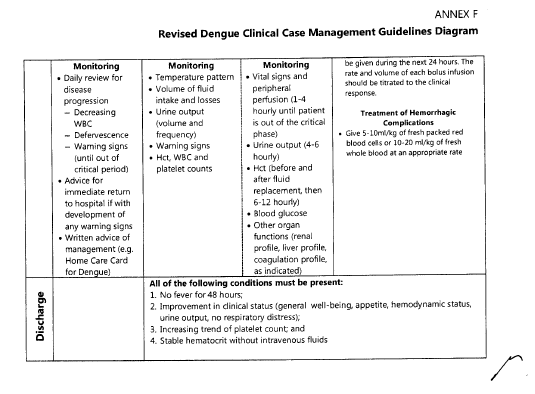 ANNEX F
Revised Dengue Clinical Case Management Guidelines Diagram
Monitoring
• Daily review for
disease
progression
– Decreasing
WBC
– Defervescence
– Warning signs
(until out of
critical period)
• Advice for
immediate return
to hospital if with
development of
any warning signs
• Written advice of
management (e.g.
Home Care Card
for Dengue)
Monitoring
• Temperature pattern
• Volume of fluid
intake and losses
• Urine output
(volume and
frequency)
• Warning signs
• Hct, WBC and
platelet counts
Monitoring
• Vital signs and
peripheral
perfusion (1-4
hourly until patient
is out of the critical
phase)
• Urine output (4-6
hourly)
• Hct (before and
after fluid
replacement, then
6-12 hourly)
• Blood glucose
• Other organ
functions (renal
profile, liver profile,
coagulation profile,
as indicated)
be given during the next 24 hours. The
rate and volume of each bolus infusion
should be titrated to the clinical
response.
Treatment of Hemorrhagic
Complications
• Give 5-10ml/kg of fresh packed red
blood cells or 10-20 ml/kg of fresh
whole blood at an appropriate rate
Discharge
All of the following conditions must be present:
1. No fever for 48 hours;
2. Improvement in clinical status (general well-being, appetite, hemodynamic status,
urine output, no respiratory distress);
3. Increasing trend of platelet count; and
4. Stable hematocrit without intravenous fluids